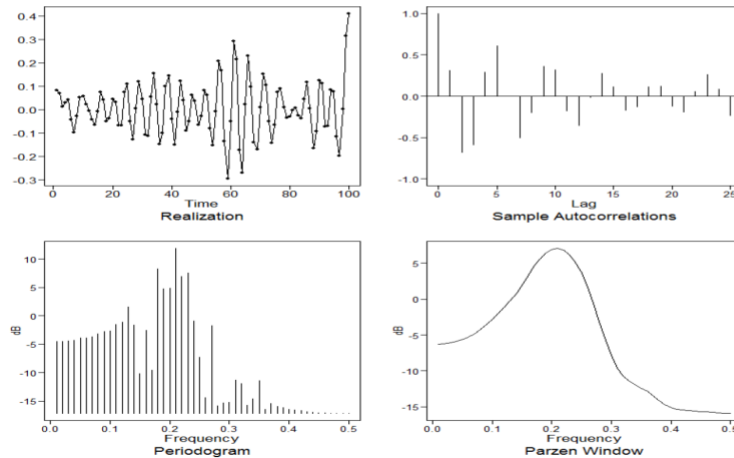 0.4
0.3
0.2
0.1
0.0
-0.1
-0.2
-0.3
0 20 40 60 80 100
Time
Realization
1.0
0.5
0.0
-0.5
-1.0
0 5 10 15 20 25
Lag
Sample Autocorrelations
10
5
0
-5
-10
-15
dB
0.0 0.1 0.2 0.3 0.4 0.5
Frequency
Periodogram
5
0
-5
-10
-15
dB
0.0 0.1 0.2 0.3 0.4 0.5
Frequency
Parzen Window